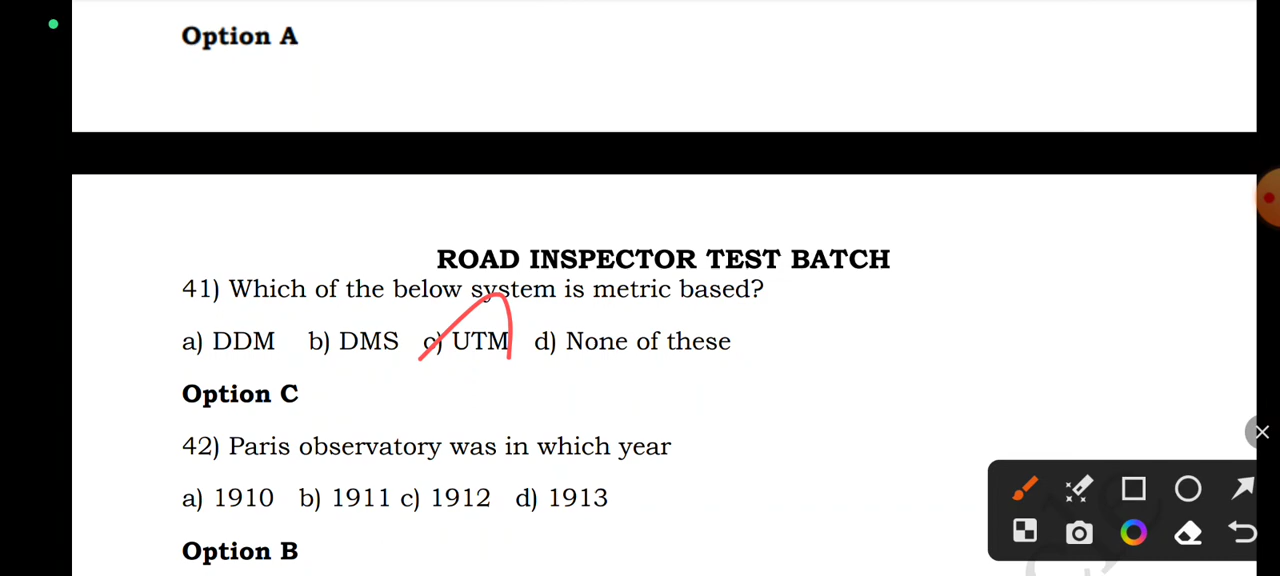 Option A
ROAD INSPECTOR TEST BATCH
41) Which of the below system is metric based?
a) DDM b) DMS c) UTM d) None of these
Option C
42) Paris observatory was in which year
a) 1910 b) 1911 c) 1912 d) 1913
Option B